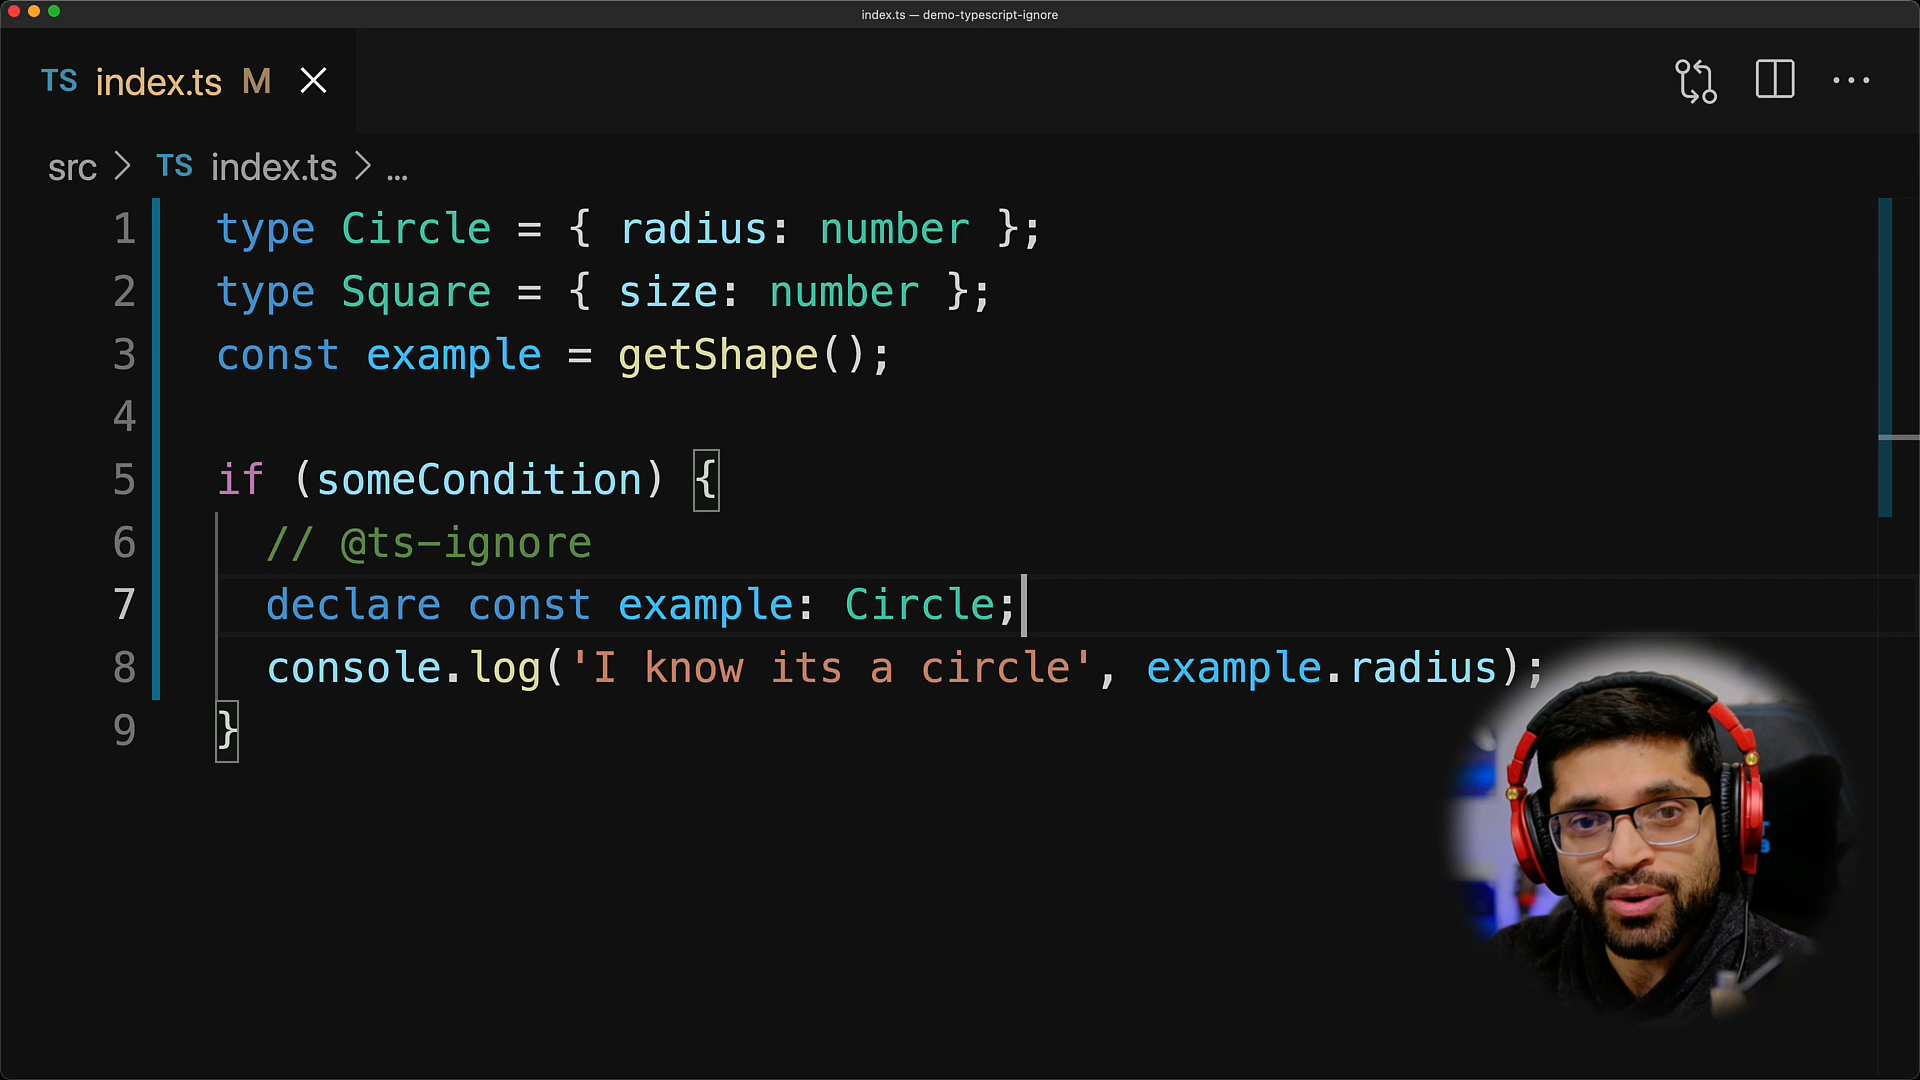 index.ts — demo-typescript-ignore
TS index.ts M
src > TS index.ts > ...
1 type Circle = { radius: number };
2 type Square = { size: number };
3 const example = getShape();
4
5 if (someCondition) {
6 // @ts-ignore
7 declare const example: Circle;
8 console.log('I know its a circle', example.radius);
9 }